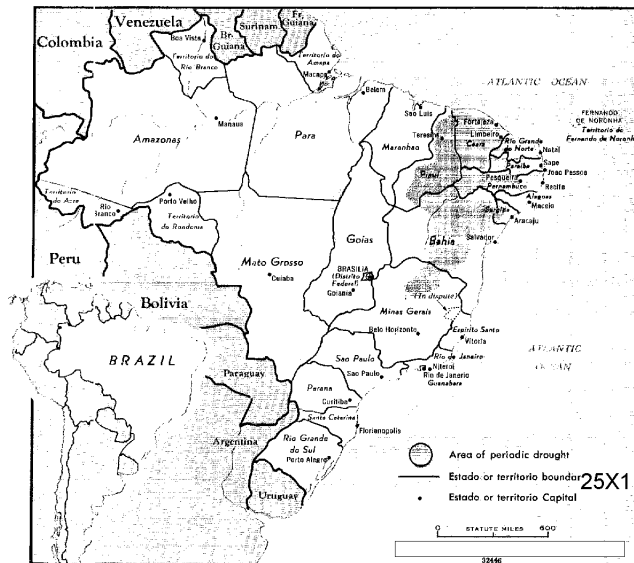 Venezuela
Colombia
Boa Vista
Territorio do
Rio Branco
Br.
Guiana
Surinam
Fr.
Guiana
Territorio do
Amapa
Macapa
ATLANTIC OCEAN
Belem
Sao Luis
Fortaleza
Limoeiro
Ceara
Rio Grande
do Norte
Natal
FERNANDO
DE NORONHA
Territorio de
Fernando de Noronha
Manaus
Amazonas
Para
Maranhao
Teresina
Piaui
Paraiba
Sape
Joao Pessoa
Pesqueira
Pernambuco
Recife
Alagoas
Maceio
Sergipe
Aracaju
Territorio
do Acre
Rio
Branco
Porto Velho
Territorio
de Rondonia
Goias
Bahia
Salvador
Peru
Mato Grosso
Cuiaba
BRASILIA
(Distrito
Federal)
Goiania
Bolivia
(In dispute)
Minas Gerais
Belo Horizonte
Espirito Santo
Vitoria
BRAZIL
Sao Paulo
Sao Paulo
Rio de Janeiro
Niteroi
Rio de Janerio
Guanabara
ATLANTIC
OCEAN
Paraguay
Parana
Curitiba
Santa Catarina
Florianopolis
Argentina
Rio Grande
do Sul
Porto Alegre
Uruguay
Area of periodic drought
Estado or territorio boundar
25X1
Estado or territorio Capital
STATUTE MILES
0 600
32446